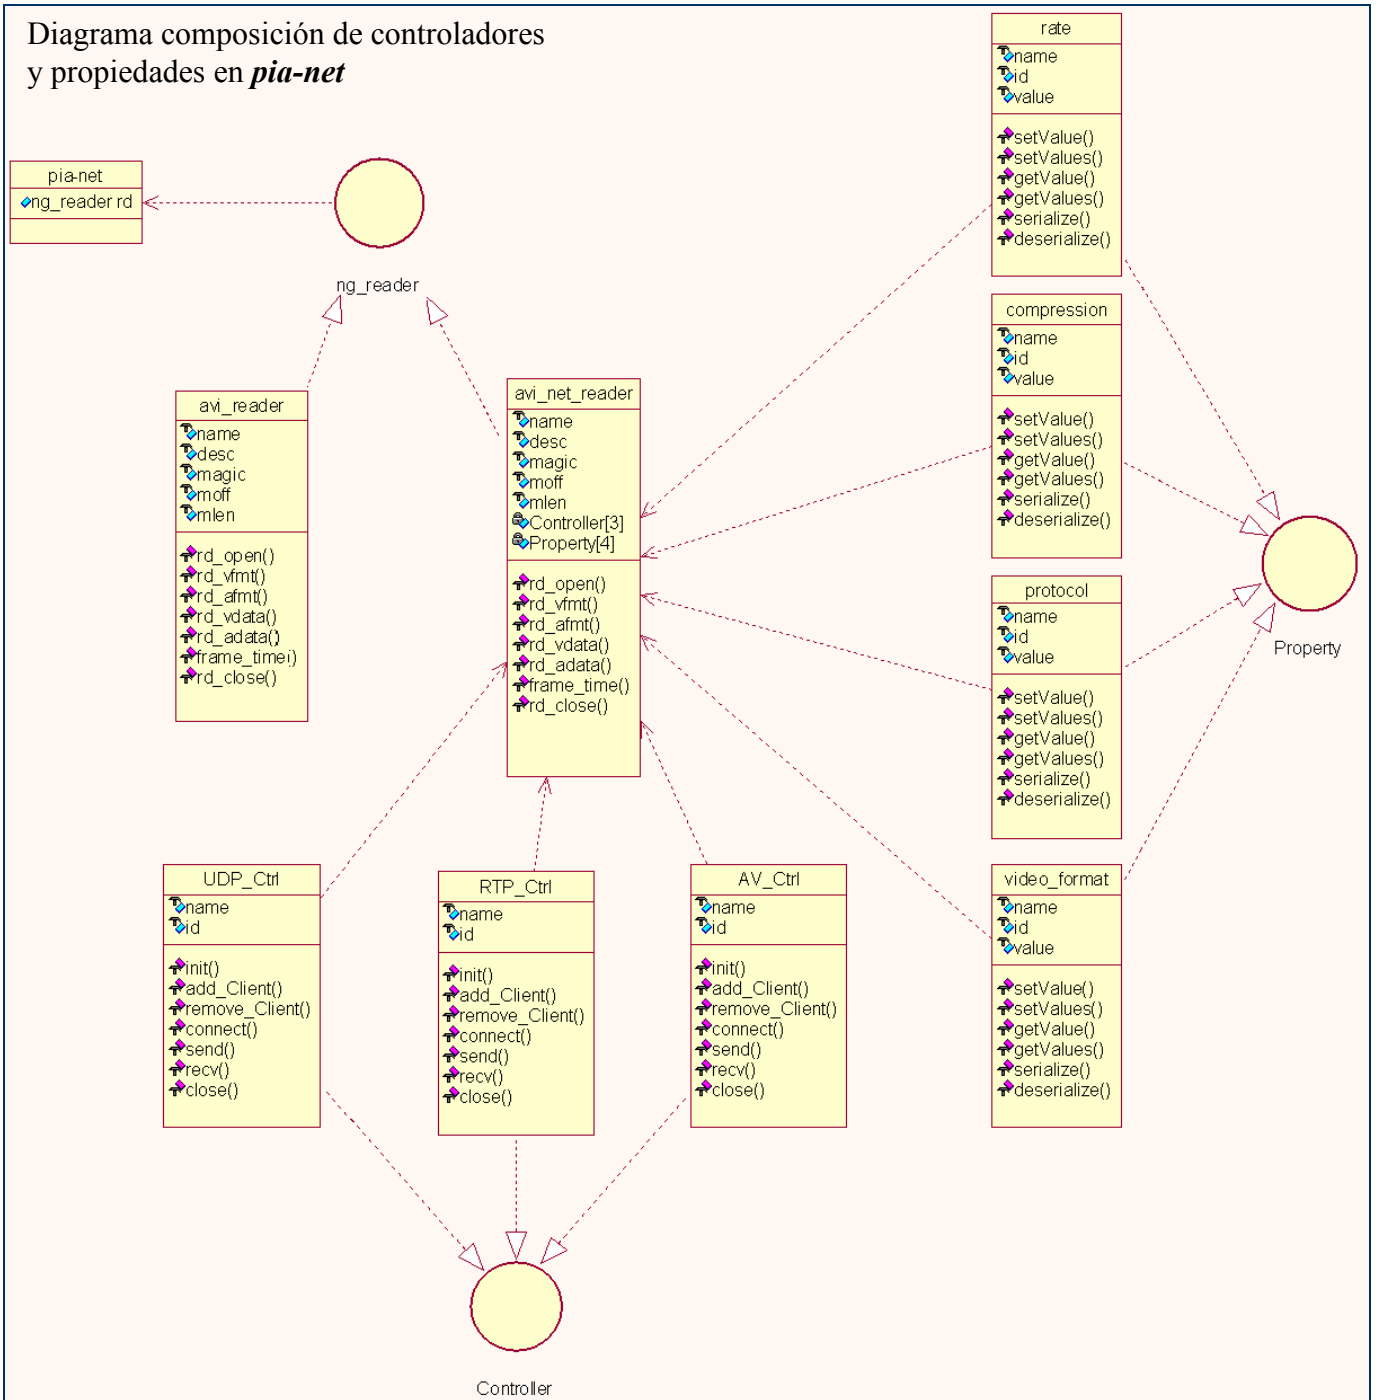 Diagrama composición de controladores
y propiedades en pia-net
pia-net
ng_reader rd
ng_reader
avi_reader
name
desc
magic
moff
mlen
rd_open()
rd_vfmt()
rd_afmt()
rd_vdata()
rd_adata()
frame_timei)
rd_close()
avi_net_reader
name
desc
magic
moff
mlen
Controller[3]
Property[4]
rd_open()
rd_vfmt()
rd_afmt()
rd_vdata()
rd_adata()
frame_time()
rd_close()
rate
name
id
value
setValue()
setValues()
getValue()
getValues()
serialize()
deserialize()
compression
name
id
value
setValue()
setValues()
getValue()
getValues()
serialize()
deserialize()
protocol
name
id
value
setValue()
setValues()
getValue()
getValues()
serialize()
deserialize()
Property
video_format
name
id
value
setValue()
setValues()
getValue()
getValues()
serialize()
deserialize()
UDP_Ctrl
name
id
init()
add_Client()
remove_Client()
connect()
send()
recv()
close()
RTP_Ctrl
name
id
init()
add_Client()
remove_Client()
connect()
send()
recv()
close()
AV_Ctrl
name
id
init()
add_Client()
remove_Client()
connect()
send()
recv()
close()
Controller